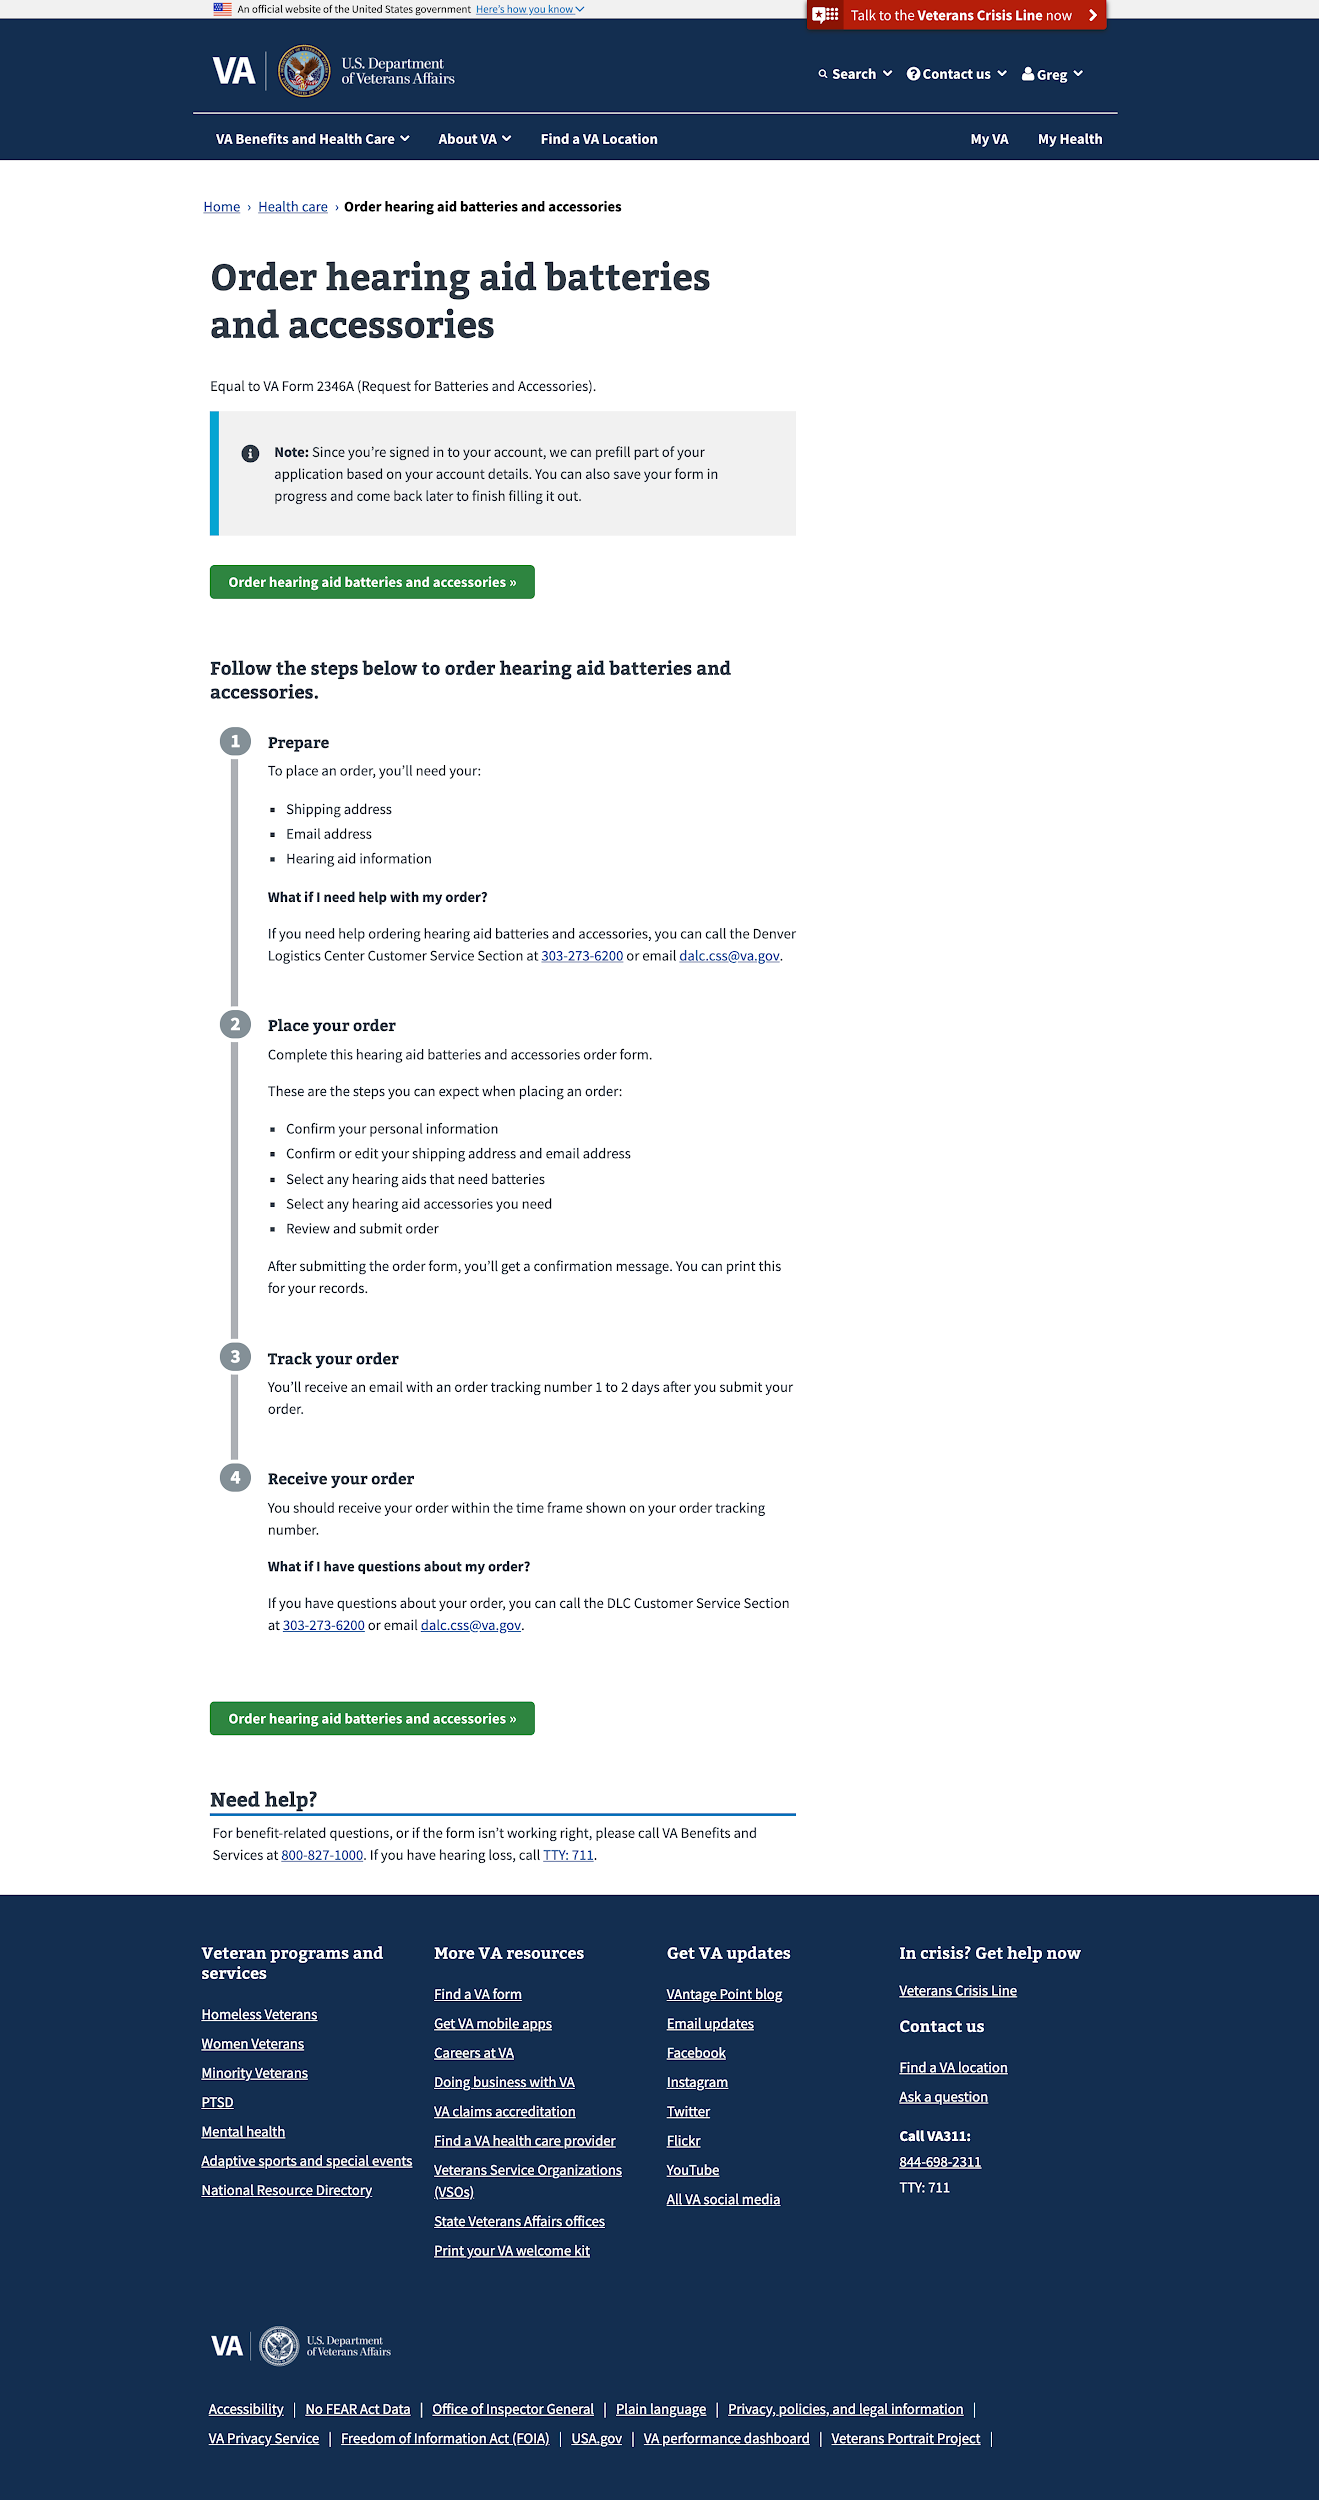 An official website of the United States government Here's how you know
Talk to the Veterans Crisis Line now
VA
U.S. Department
of Veterans Affairs
Search
Contact us
Greg
VA Benefits and Health Care
About VA
Find a VA Location
My VA
My Health
Home › Health care › Order hearing aid batteries and accessories
Order hearing aid batteries
and accessories
Equal to VA Form 2346A (Request for Batteries and Accessories).
Note: Since you’re signed in to your account, we can prefill part of your
application based on your account details. You can also save your form in
progress and come back later to finish filling it out.
Order hearing aid batteries and accessories »
Follow the steps below to order hearing aid batteries and
accessories.
1 Prepare
To place an order, you’ll need your:
Shipping address
Email address
Hearing aid information
What if I need help with my order?
If you need help ordering hearing aid batteries and accessories, you can call the Denver
Logistics Center Customer Service Section at 303-273-6200 or email dalc.css@va.gov.
2 Place your order
Complete this hearing aid batteries and accessories order form.
These are the steps you can expect when placing an order:
Confirm your personal information
Confirm or edit your shipping address and email address
Select any hearing aids that need batteries
Select any hearing aid accessories you need
Review and submit order
After submitting the order form, you’ll get a confirmation message. You can print this
for your records.
3 Track your order
You’ll receive an email with an order tracking number 1 to 2 days after you submit your
order.
4 Receive your order
You should receive your order within the time frame shown on your order tracking
number.
What if I have questions about my order?
If you have questions about your order, you can call the DLC Customer Service Section
at 303-273-6200 or email dalc.css@va.gov.
Order hearing aid batteries and accessories »
Need help?
For benefit-related questions, or if the form isn’t working right, please call VA Benefits and
Services at 800-827-1000. If you have hearing loss, call TTY: 711.
Veteran programs and
services
Homeless Veterans
Women Veterans
Minority Veterans
PTSD
Mental health
Adaptive sports and special events
National Resource Directory
More VA resources
Find a VA form
Get VA mobile apps
Careers at VA
Doing business with VA
VA claims accreditation
Find a VA health care provider
Veterans Service Organizations
(VSOs)
State Veterans Affairs offices
Print your VA welcome kit
Get VA updates
VAntage Point blog
Email updates
Facebook
Instagram
Twitter
Flickr
YouTube
All VA social media
In crisis? Get help now
Veterans Crisis Line
Contact us
Find a VA location
Ask a question
Call VA311:
844-698-2311
TTY: 711
VA
U.S. Department
of Veterans Affairs
Accessibility | No FEAR Act Data | Office of Inspector General | Plain language | Privacy, policies, and legal information |
VA Privacy Service | Freedom of Information Act (FOIA) | USA.gov | VA performance dashboard | Veterans Portrait Project |